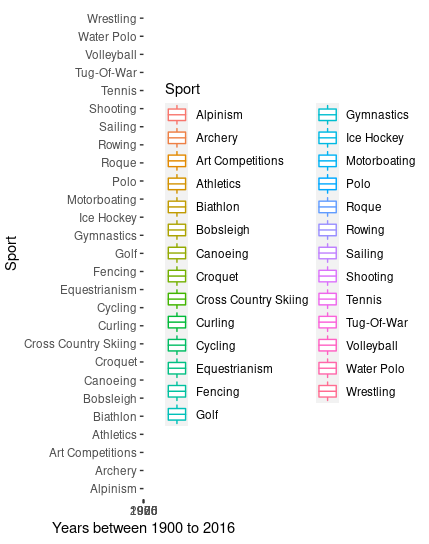 Wrestling
Water Polo
Volleyball
Tug-Of-War
Tennis
Shooting
Sailing
Rowing
Roque
Polo
Motorboating
Ice Hockey
Gymnastics
Golf
Fencing
Equestrianism
Cycling
Curling
Cross Country Skiing
Croquet
Canoeing
Bobsleigh
Biathlon
Athletics
Art Competitions
Archery
Alpinism
Sport
Years between 1900 to 2016
Sport
Alpinism
Archery
Art Competitions
Athletics
Biathlon
Bobsleigh
Canoeing
Croquet
Cross Country Skiing
Curling
Cycling
Equestrianism
Fencing
Golf
Gymnastics
Ice Hockey
Motorboating
Polo
Roque
Rowing
Sailing
Shooting
Tennis
Tug-Of-War
Volleyball
Water Polo
Wrestling